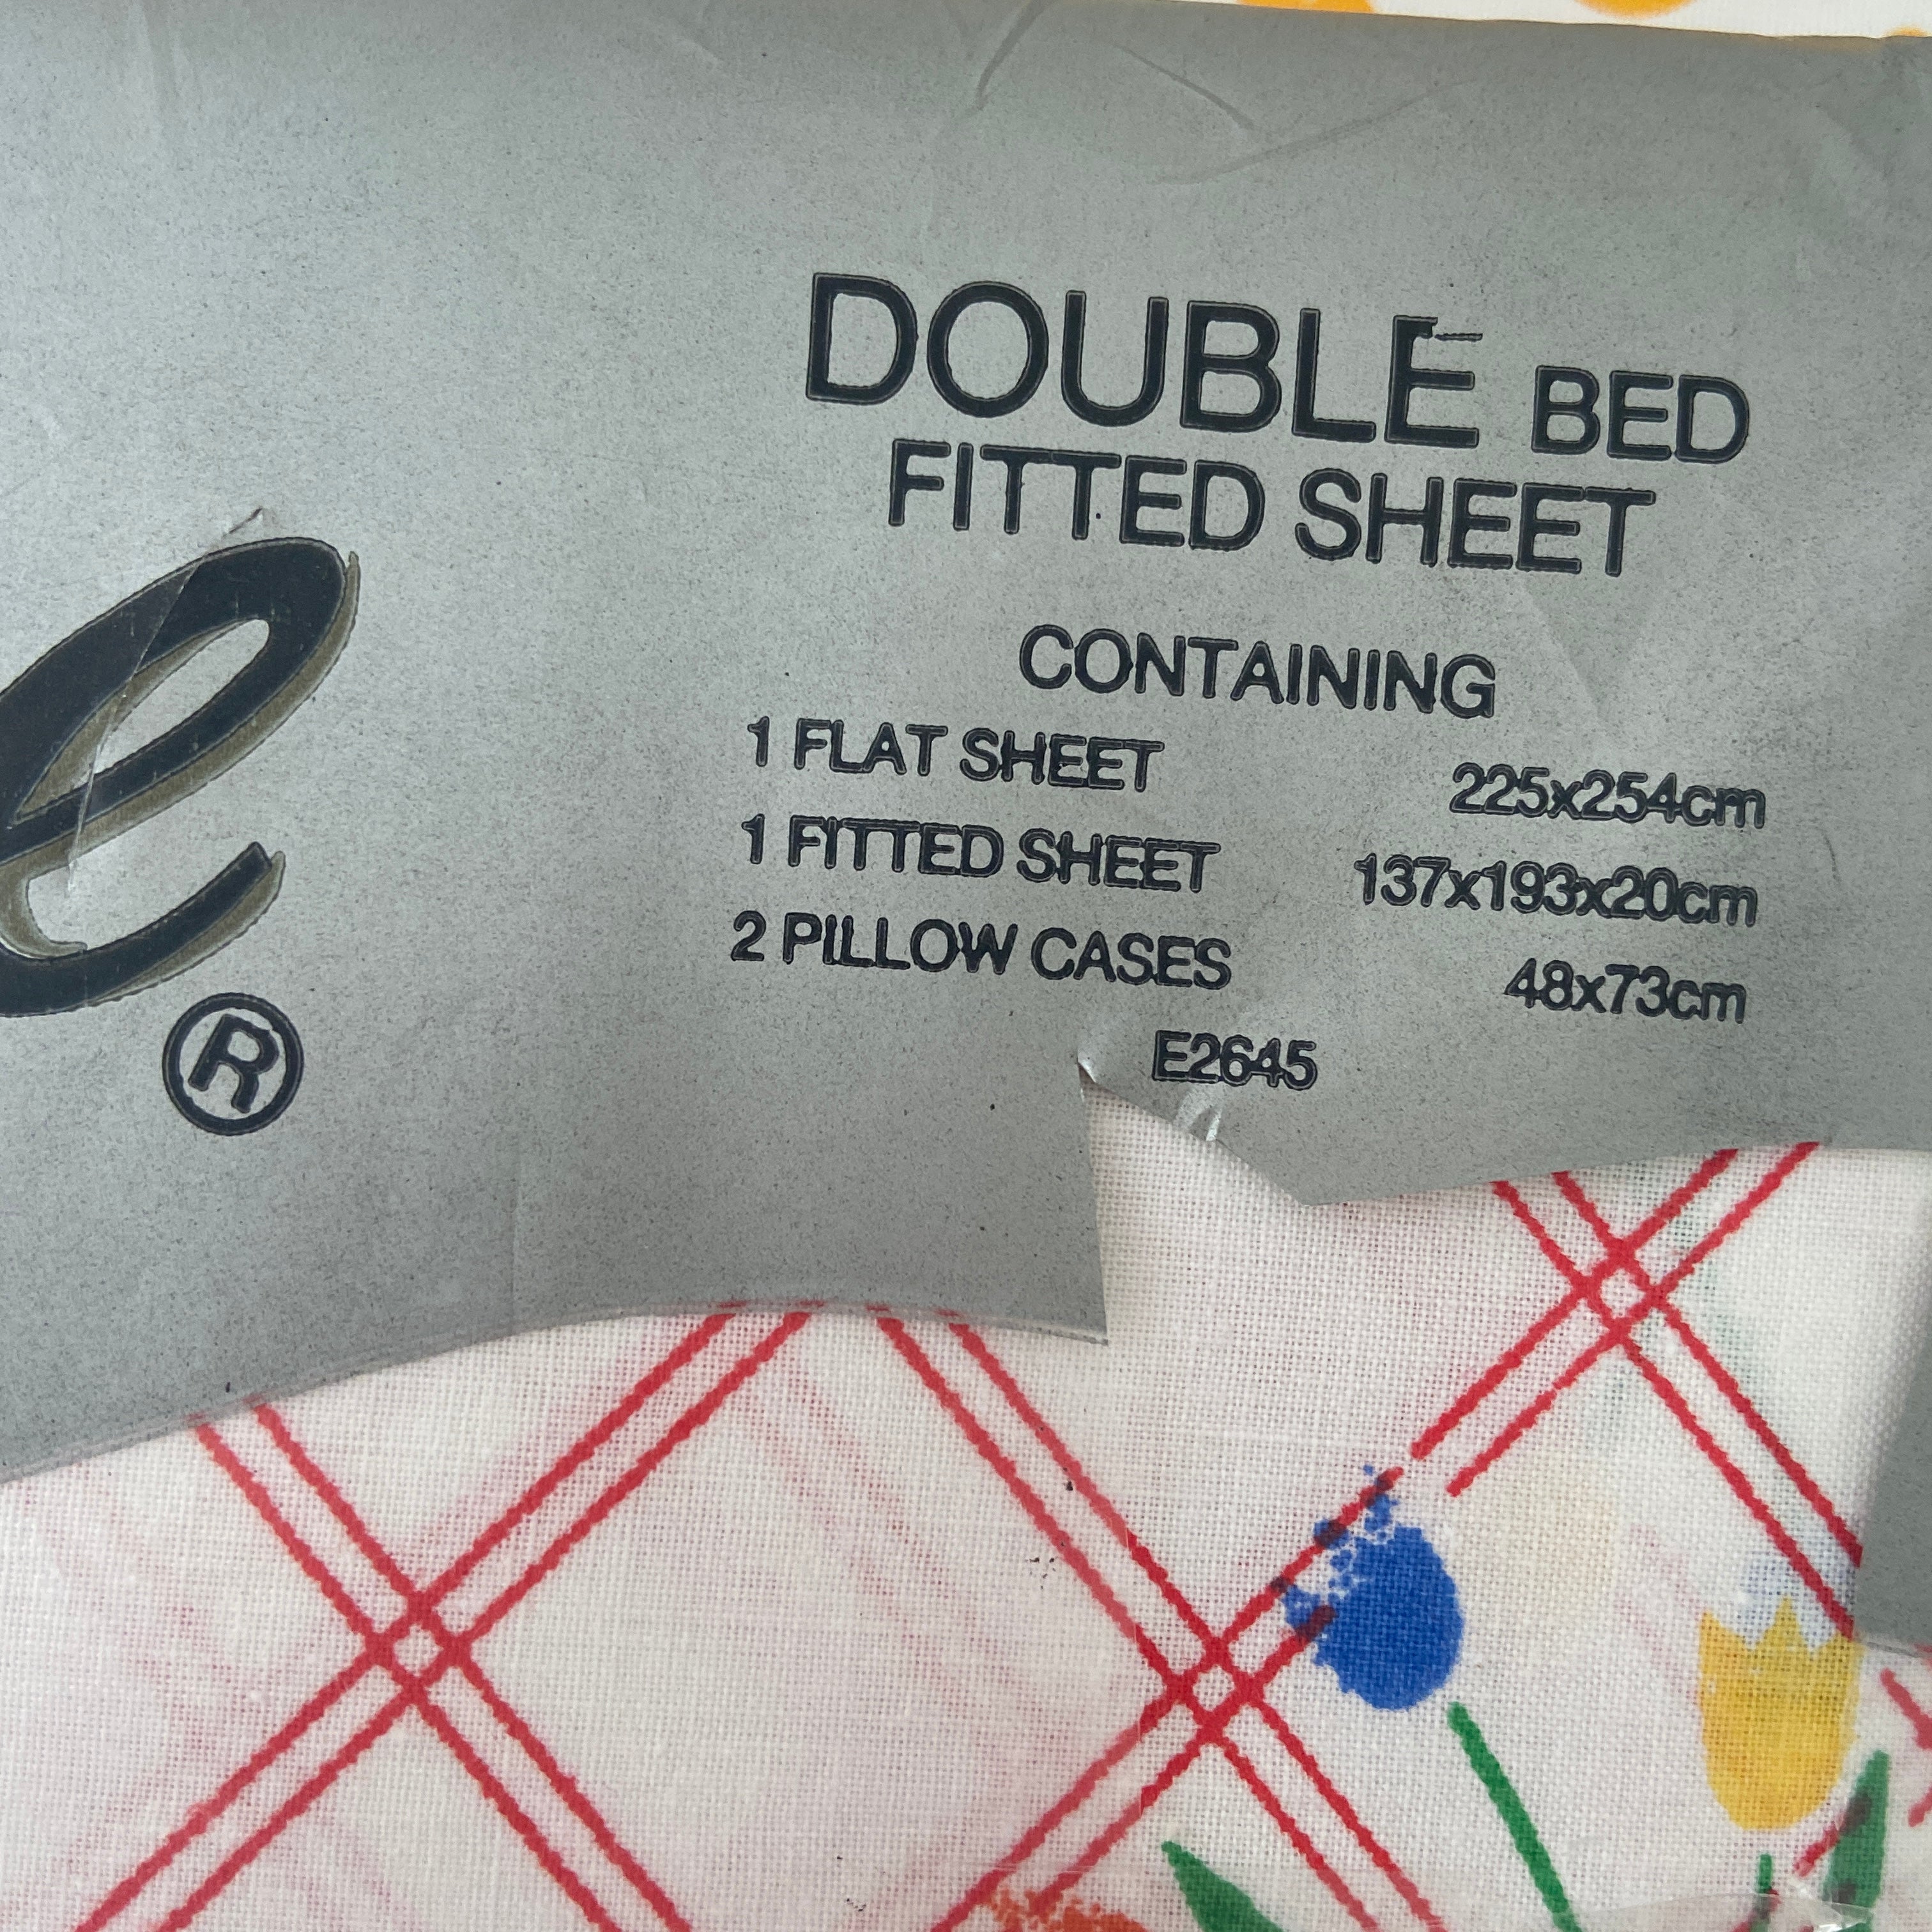 DOUBLE BED
FITTED SHEET
CONTAINING
1 FLAT SHEET 225x254cm
1 FITTED SHEET 137x193x20cm
2 PILLOW CASES 48x73cm
E2645
e
®